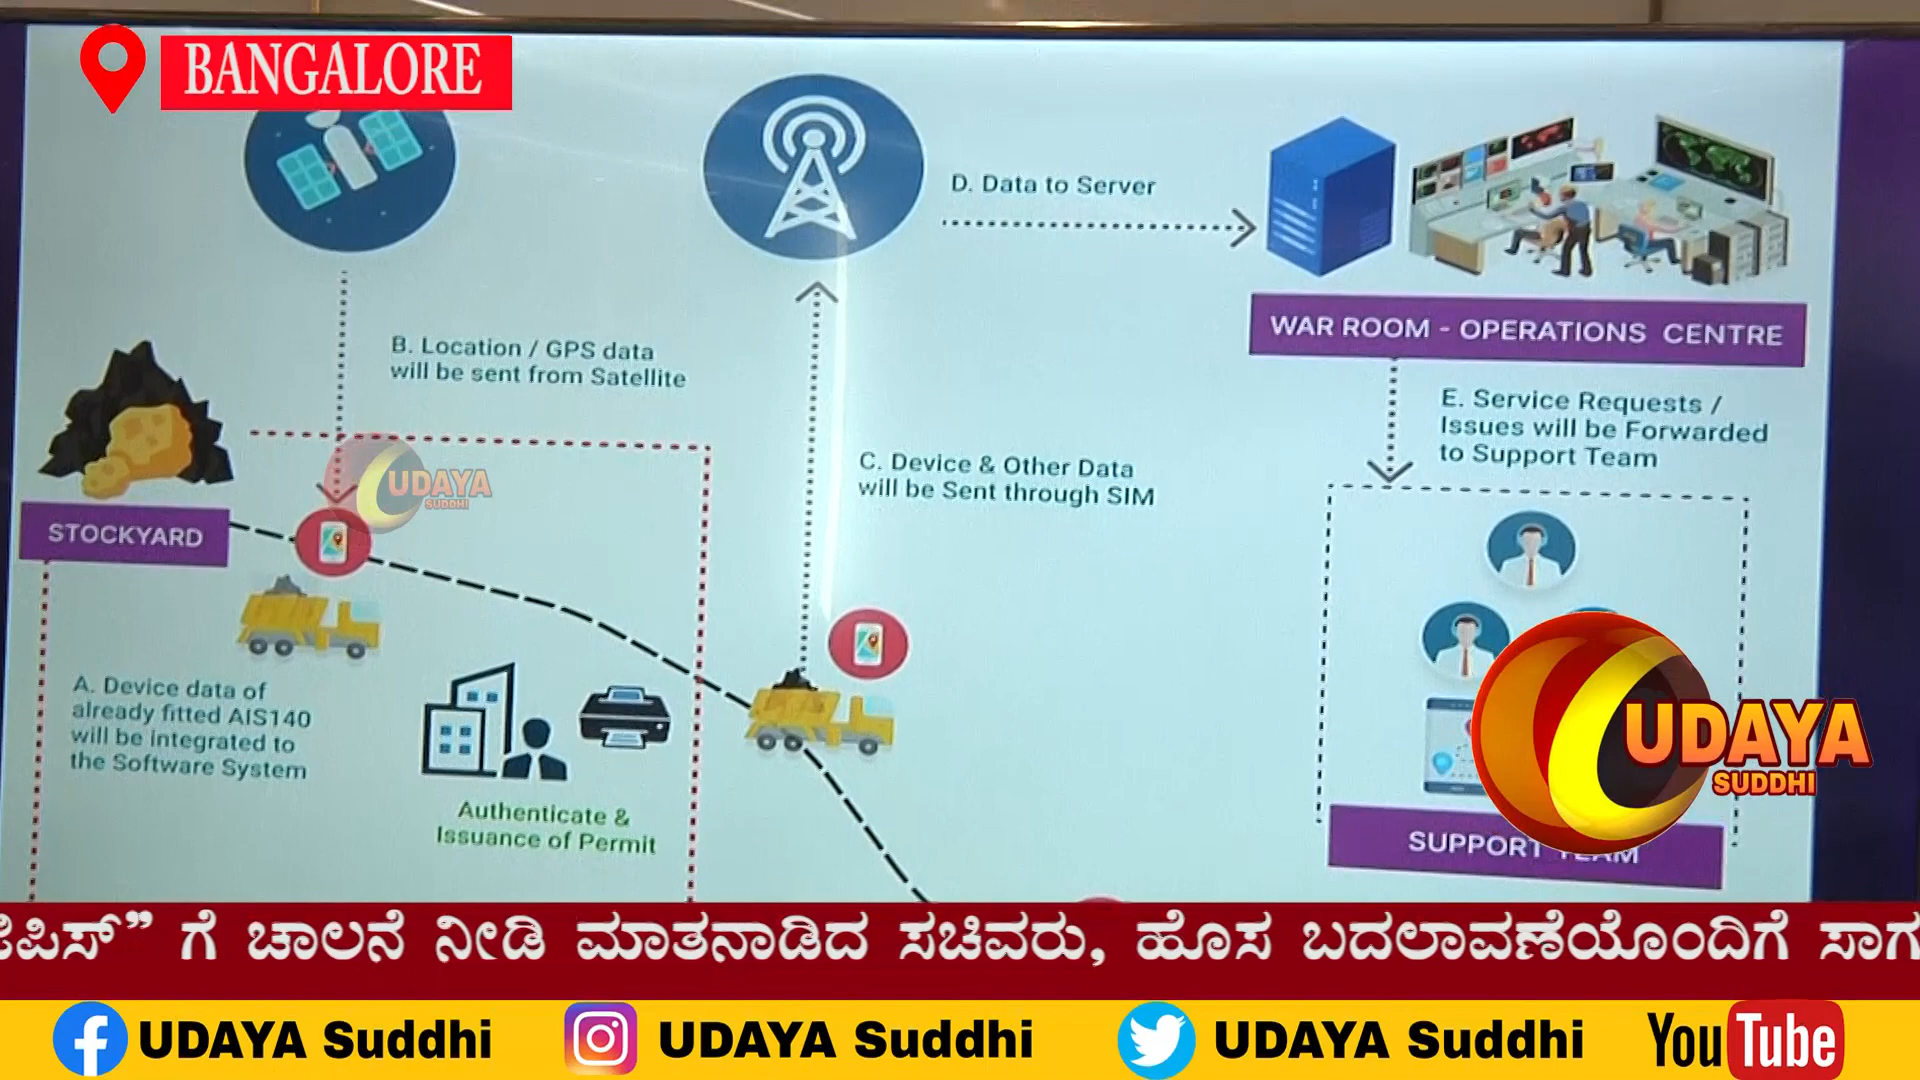 BANGALORE
D. Data to Server
WAR ROOM - OPERATIONS CENTRE
B. Location / GPS data
will be sent from Satellite
E. Service Requests /
Issues will be Forwarded
to Support Team
C. Device & Other Data
will be Sent through SIM
UDAYA
SUDDHI
STOCKYARD
A. Device data of
already fitted AIS140
will be integrated to
the Software System
Authenticate &
Issuance of Permit
UDAYA
SUDDHI
SUPPORT TEAM
ಗೆ ಚಾಲನೆ ನೀಡಿ ಮಾತನಾಡಿದ ಸಚಿವರು, ಹೊಸ ಬದಲಾವಣೆಯೊಂದಿಗೆ
UDAYA Suddhi UDAYA Suddhi UDAYA Suddhi YouTube